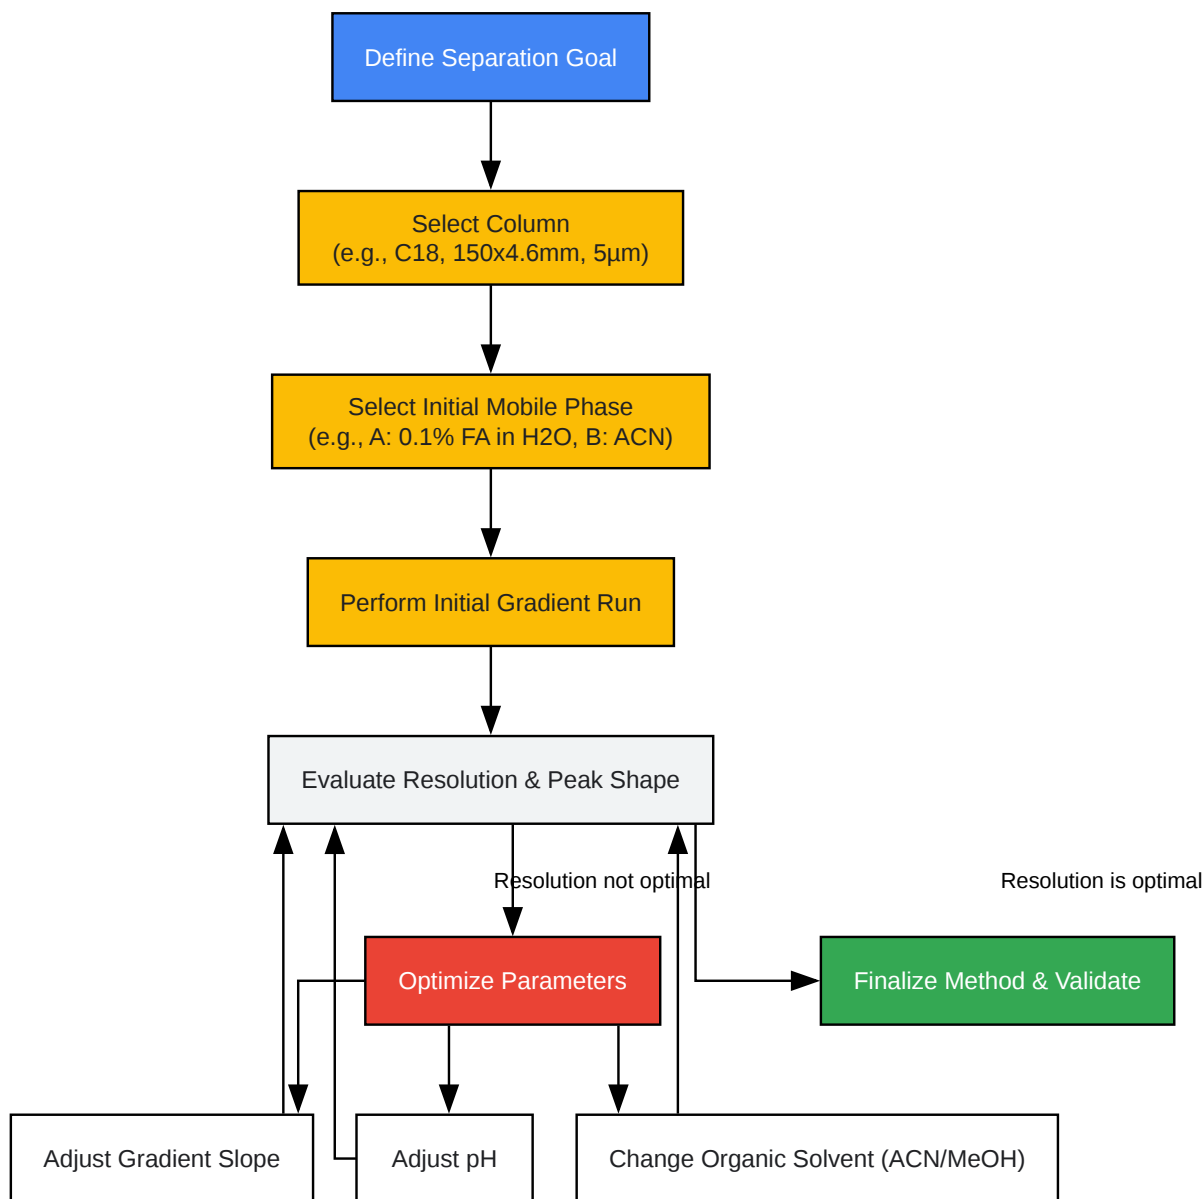 Define Separation Goal
Select Column
(e.g., C18, 150x4.6mm, 5µm)
Select Initial Mobile Phase
(e.g., A: 0.1% FA in H2O, B: ACN)
Perform Initial Gradient Run
Evaluate Resolution & Peak Shape
Resolution not optimal
Resolution is optimal
Optimize Parameters
Finalize Method & Validate
Adjust Gradient Slope
Adjust pH
Change Organic Solvent (ACN/MeOH)